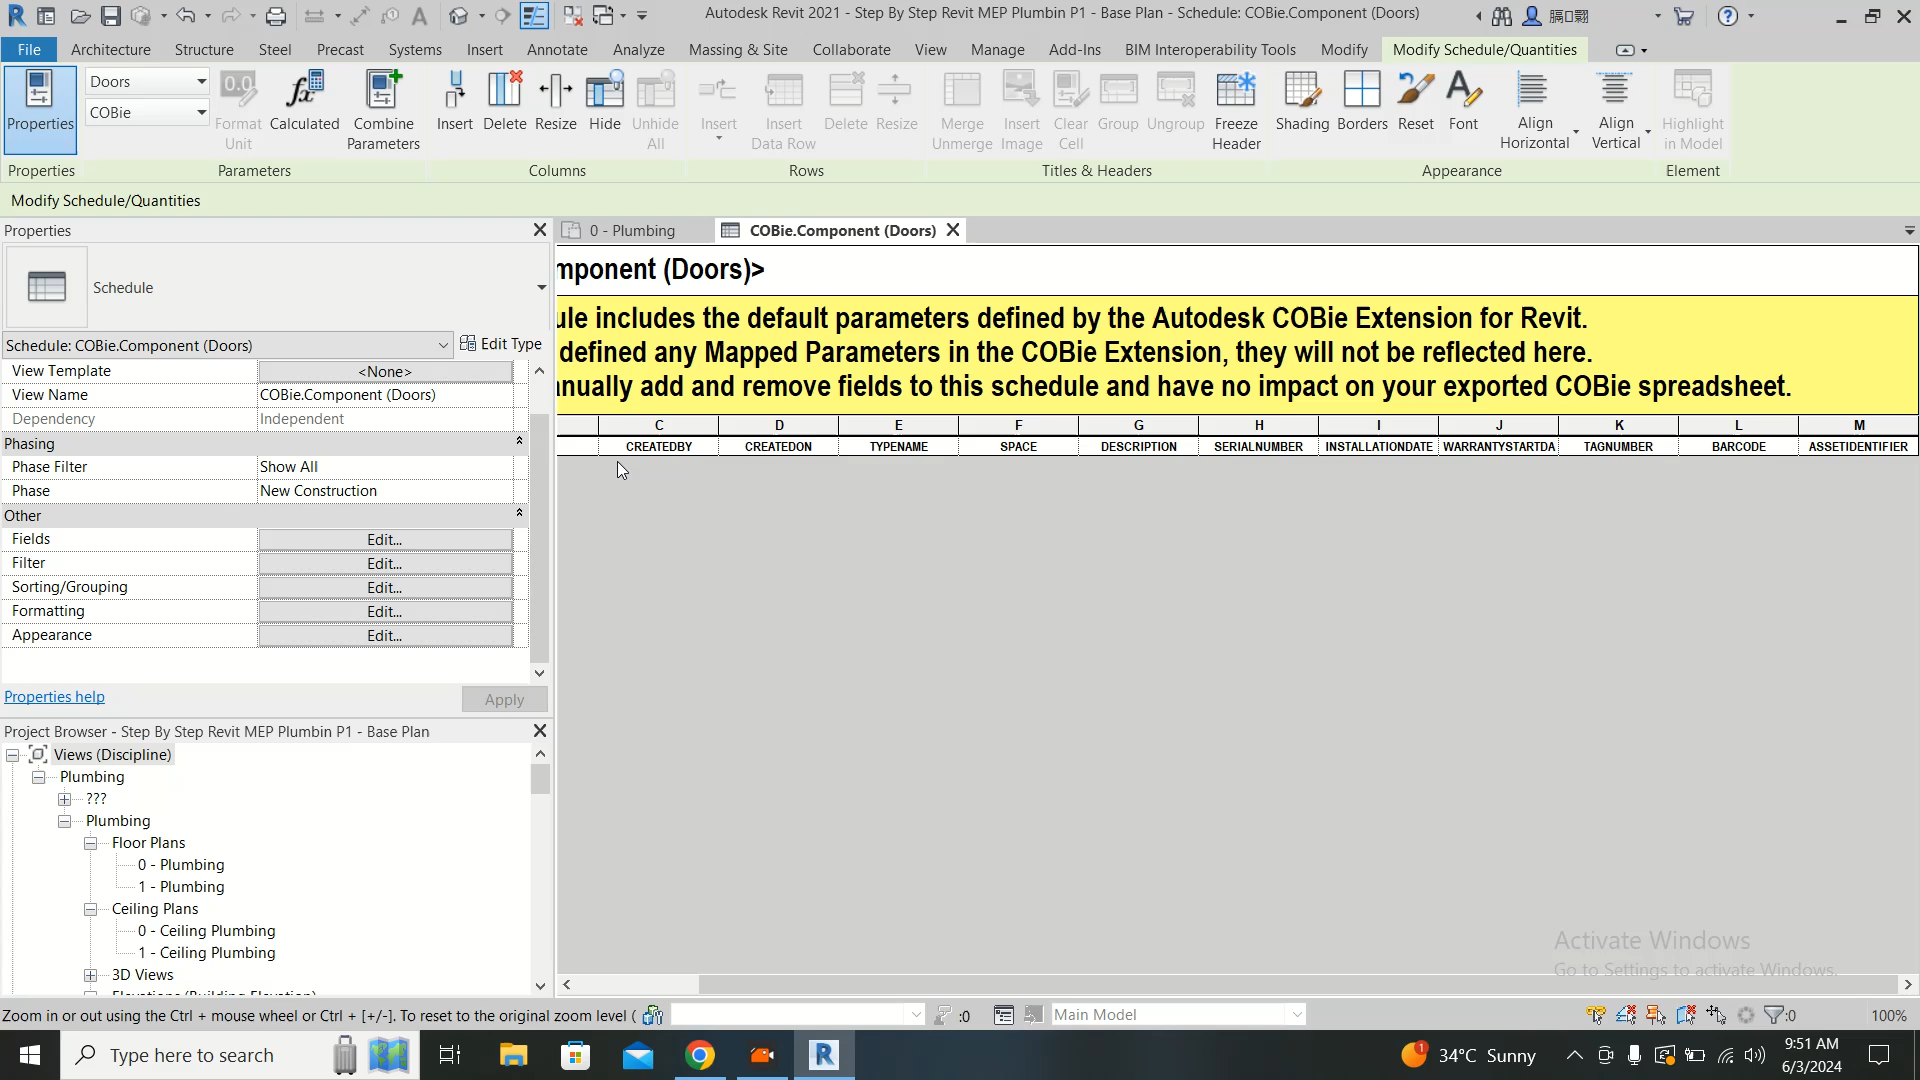 Autodesk Revit 2021 - Step By Step Revit MEP Plumbin P1 - Base Plan - Schedule: COBie.Component (Doors)
File Architecture Structure Steel Precast Systems Insert Annotate Analyze Massing & Site Collaborate View Manage Add-Ins BIM Interoperability Tools Modify Modify Schedule/Quantities
Properties
Doors
COBie
Format
Unit
Calculated
Combine
Parameters
Insert
Delete
Resize
Hide
Unhide
All
Insert
Insert
Data Row
Delete
Resize
Merge
Unmerge
Insert
Image
Clear
Cell
Group
Ungroup
Freeze
Header
Shading
Borders
Reset
Font
Align
Horizontal
Align
Vertical
Highlight
in Model
Properties Parameters Columns Rows Titles & Headers Appearance Element
Modify Schedule/Quantities
Properties
Schedule
Schedule: COBie.Component (Doors) Edit Type
View Template <None>
View Name COBie.Component (Doors)
Dependency Independent
Phasing
Phase Filter Show All
Phase New Construction
Other
Fields Edit...
Filter Edit...
Sorting/Grouping Edit...
Formatting Edit...
Appearance Edit...
Properties help Apply
Project Browser - Step By Step Revit MEP Plumbin P1 - Base Plan
Views (Discipline)
Plumbing
???
Plumbing
Floor Plans
0 - Plumbing
1 - Plumbing
Ceiling Plans
0 - Ceiling Plumbing
1 - Ceiling Plumbing
3D Views
0 - Plumbing COBie.Component (Doors)
mponent (Doors)>
ule includes the default parameters defined by the Autodesk COBie Extension for Revit.
defined any Mapped Parameters in the COBie Extension, they will not be reflected here.
nually add and remove fields to this schedule and have no impact on your exported COBie spreadsheet.
C D E F G H I J K L M
CREATEDBY CREATEDON TYPENAME SPACE DESCRIPTION SERIALNUMBER INSTALLATIONDATE WARRANTYSTARTDA TAGNUMBER BARCODE ASSETIDENTIFIER
Activate Windows
Go to Settings to activate Windows.
Zoom in or out using the Ctrl + mouse wheel or Ctrl + [+/-]. To reset to the original zoom level ( :0 Main Model :0 100%
Type here to search
1 34°C Sunny
9:51 AM
6/3/2024